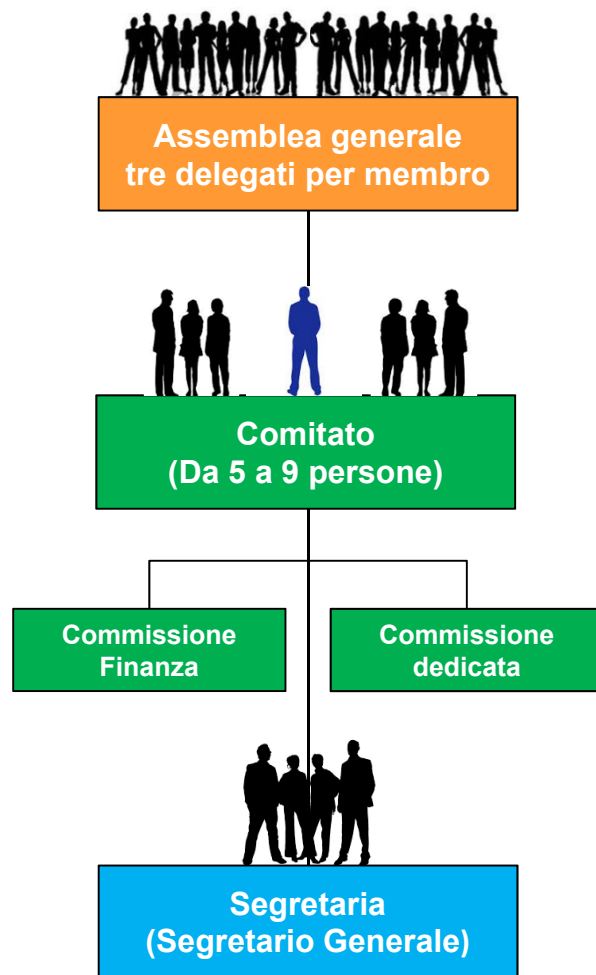 Assemblea generale
tre delegati per membro
Comitato
(Da 5 a 9 persone)
Commissione
Finanza
Commissione
dedicata
Segretaria
(Segretario Generale)